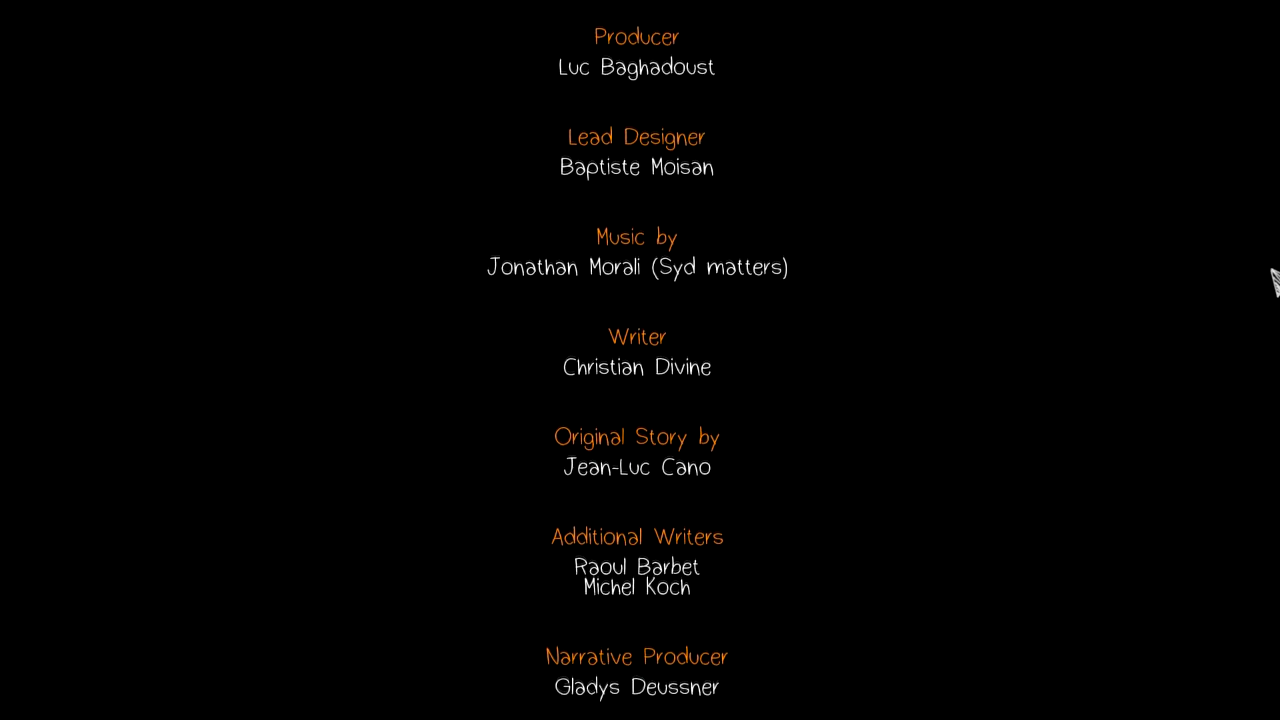 Producer
Luc Baghadoust
Lead Designer
Baptiste Moisan
Music by
Jonathan Morali (Syd matters)
Writer
Christian Divine
Original Story by
Jean-Luc Cano
Additional Writers
Raoul Barbet
Michel Koch
Narrative Producer
Gladys Deussner